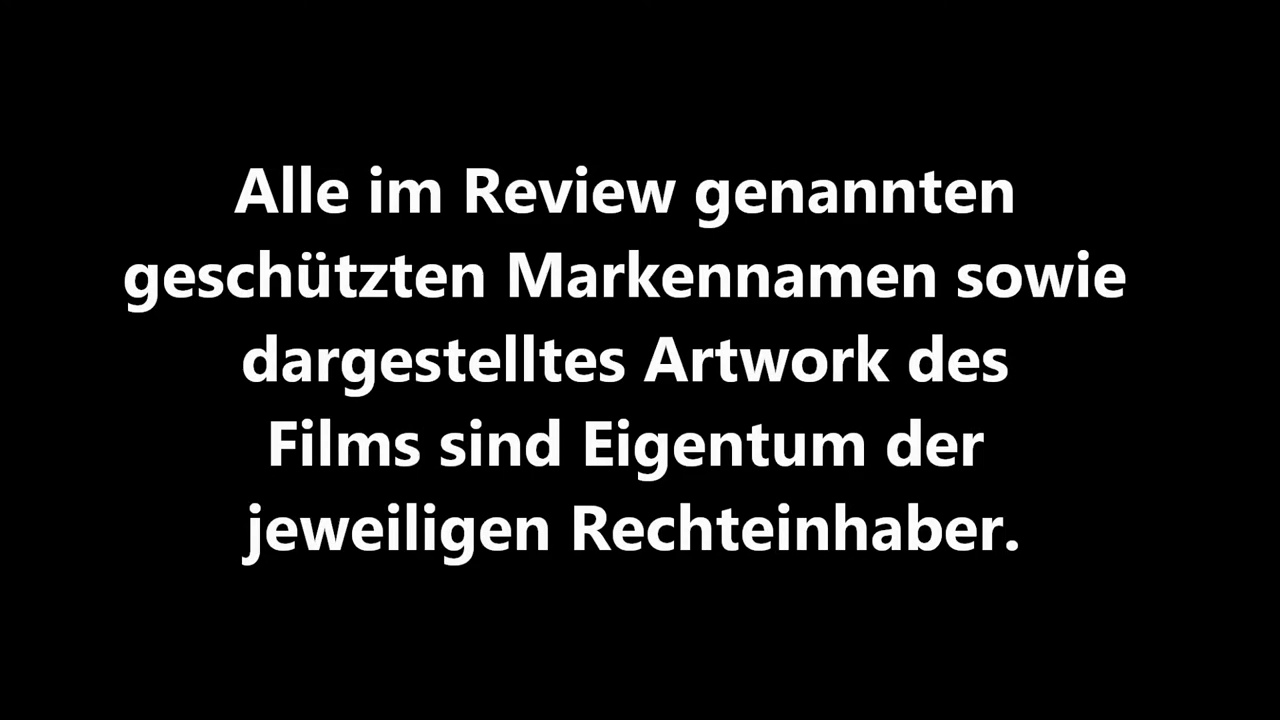 Alle im Review genannten
geschützten Markennamen sowie
dargestelltes Artwork des
Films sind Eigentum der
jeweiligen Rechteinhaber.